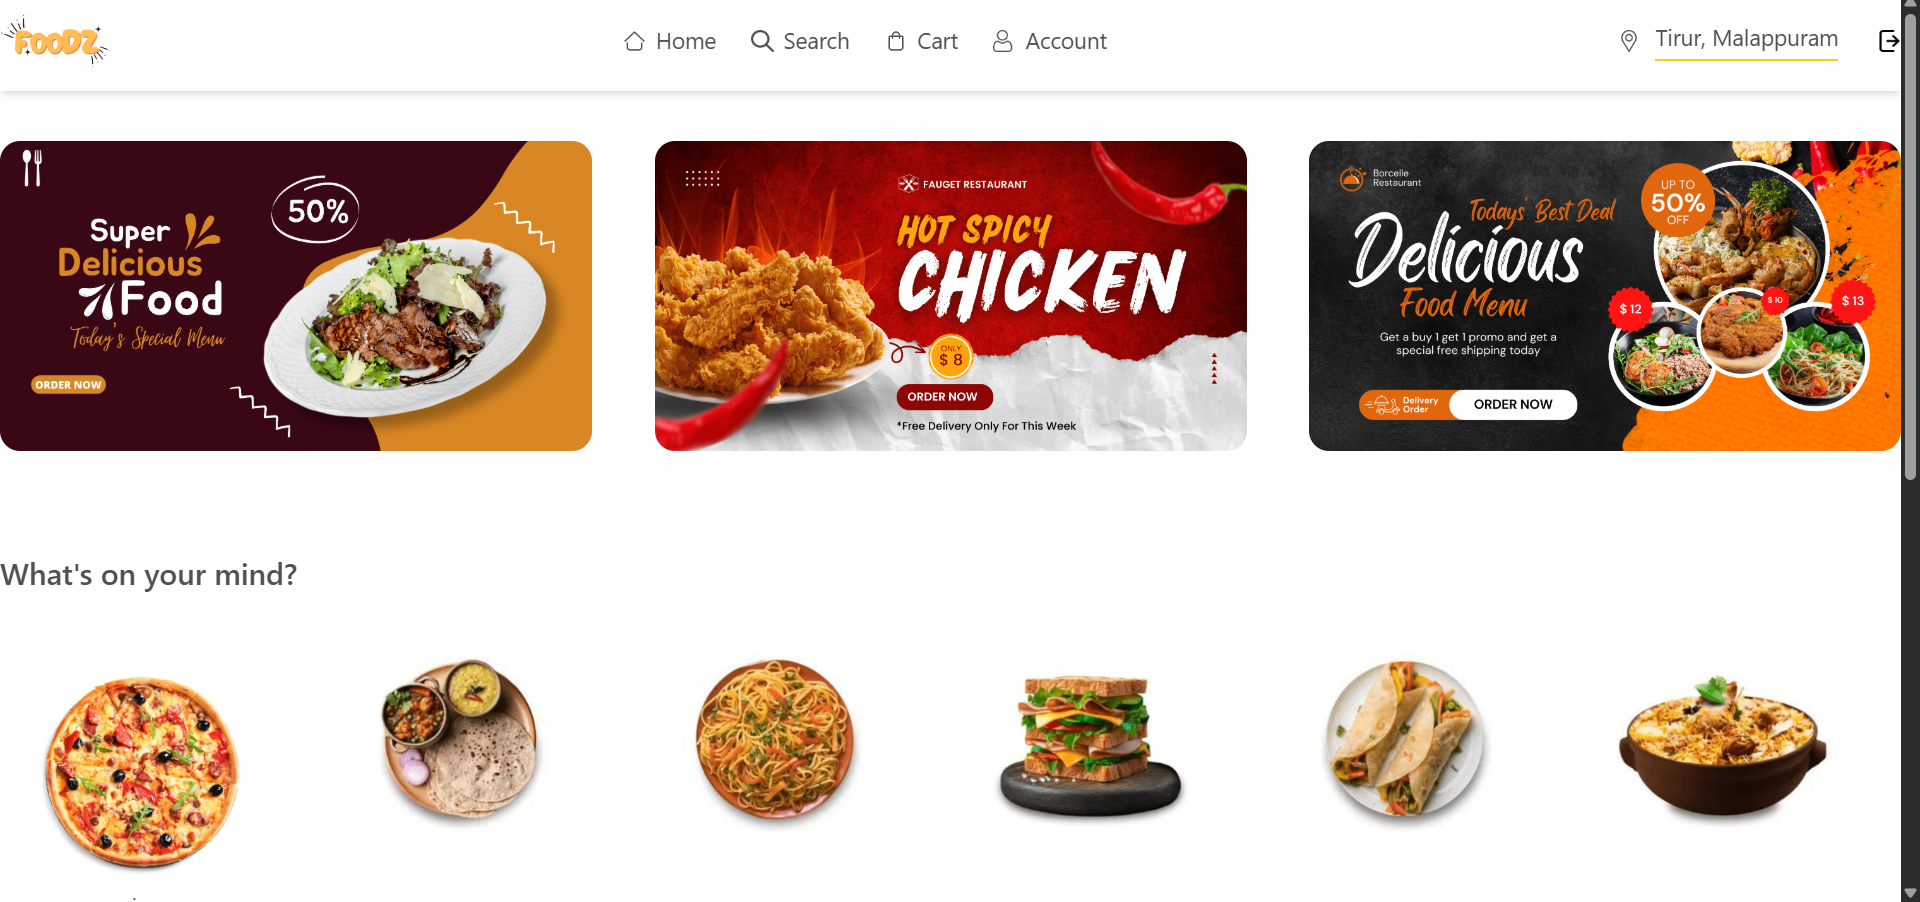 FOODZ
Home
Search
Cart
Account
Tirur, Malappuram
50%
Super
Delicious
Food
Today's Special Menu
ORDER NOW
FAUGET RESTAURANT
HOT SPICY
CHICKEN
ONLY
$ 8
ORDER NOW
*Free Delivery Only For This Week
Borcelle
Restaurant
Todays' Best Deal
Delicious
Food Menu
Get a buy 1 get 1 promo and get a
special free shipping today
Delivery
Order
ORDER NOW
UP TO
50%
OFF
$ 12
$ 10
$ 13
What's on your mind?